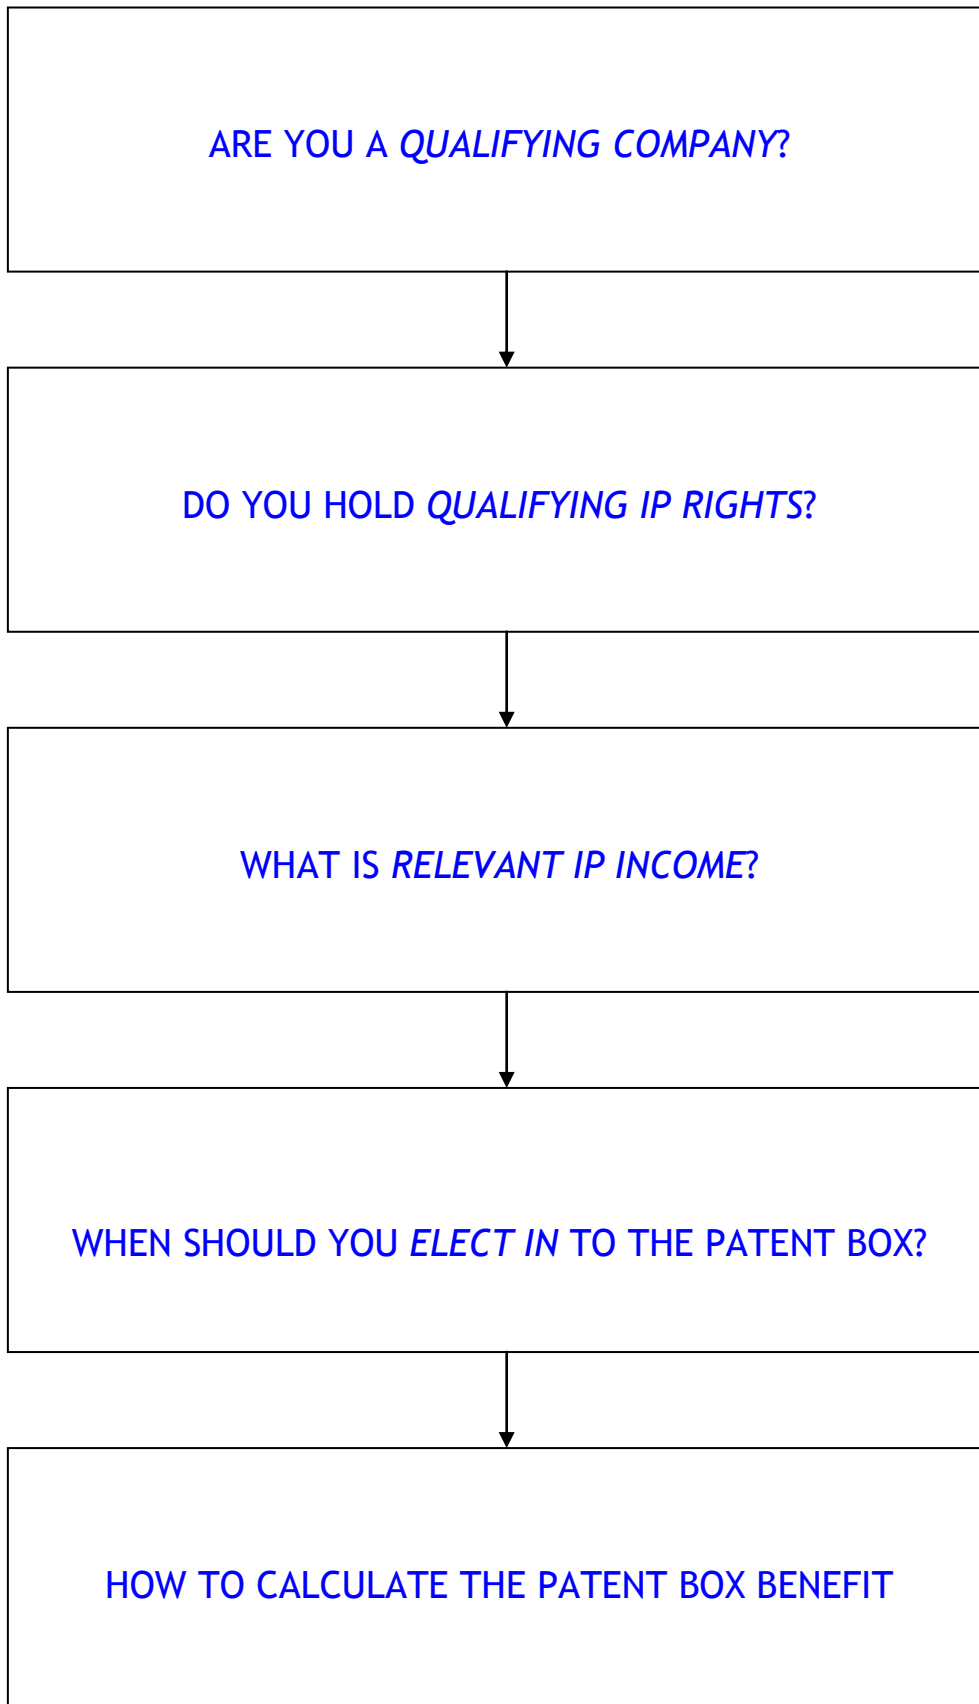 ARE YOU A QUALIFYING COMPANY?
DO YOU HOLD QUALIFYING IP RIGHTS?
WHAT IS RELEVANT IP INCOME?
WHEN SHOULD YOU ELECT IN TO THE PATENT BOX?
HOW TO CALCULATE THE PATENT BOX BENEFIT